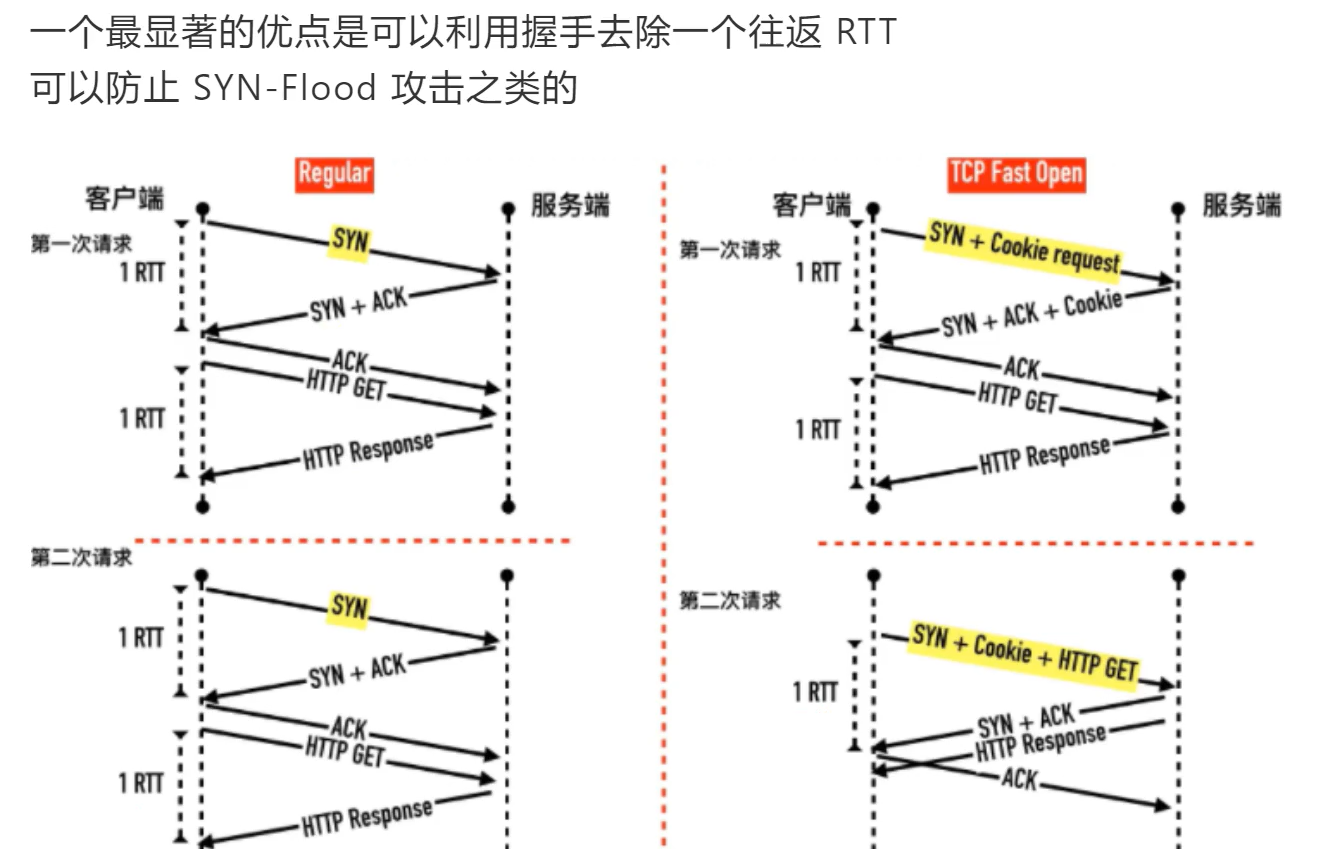 一个最显著的优点是可以利用握手去除一个往返 RTT
可以防止 SYN-Flood 攻击之类的
Regular
客户端
服务端
第一次请求
1 RTT
SYN
SYN + ACK
ACK
HTTP GET
1 RTT
HTTP Response
第二次请求
1 RTT
SYN
SYN + ACK
ACK
HTTP GET
1 RTT
HTTP Response
TCP Fast Open
客户端
服务端
第一次请求
1 RTT
SYN + Cookie request
SYN + ACK + Cookie
ACK
HTTP GET
1 RTT
HTTP Response
第二次请求
SYN + Cookie + HTTP GET
1 RTT
SYN + ACK
HTTP Response
ACK